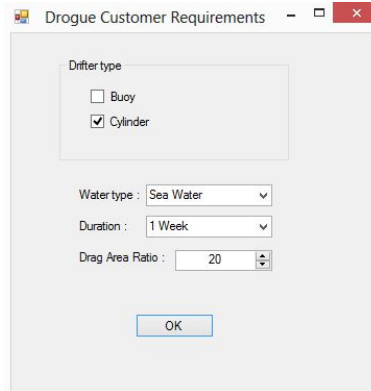 Drogue Customer Requirements
Drifter type
Buoy
Cylinder
Water type : Sea Water
Duration : 1 Week
Drag Area Ratio : 20
OK